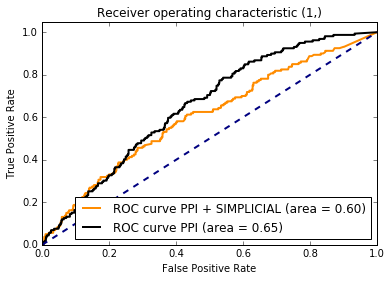 Receiver operating characteristic (1,)
True Positive Rate
1.0
0.8
0.6
0.4
0.2
0.0
ROC curve PPI + SIMPLICIAL (area = 0.60)
ROC curve PPI (area = 0.65)
0.0 0.2 0.4 0.6 0.8 1.0
False Positive Rate